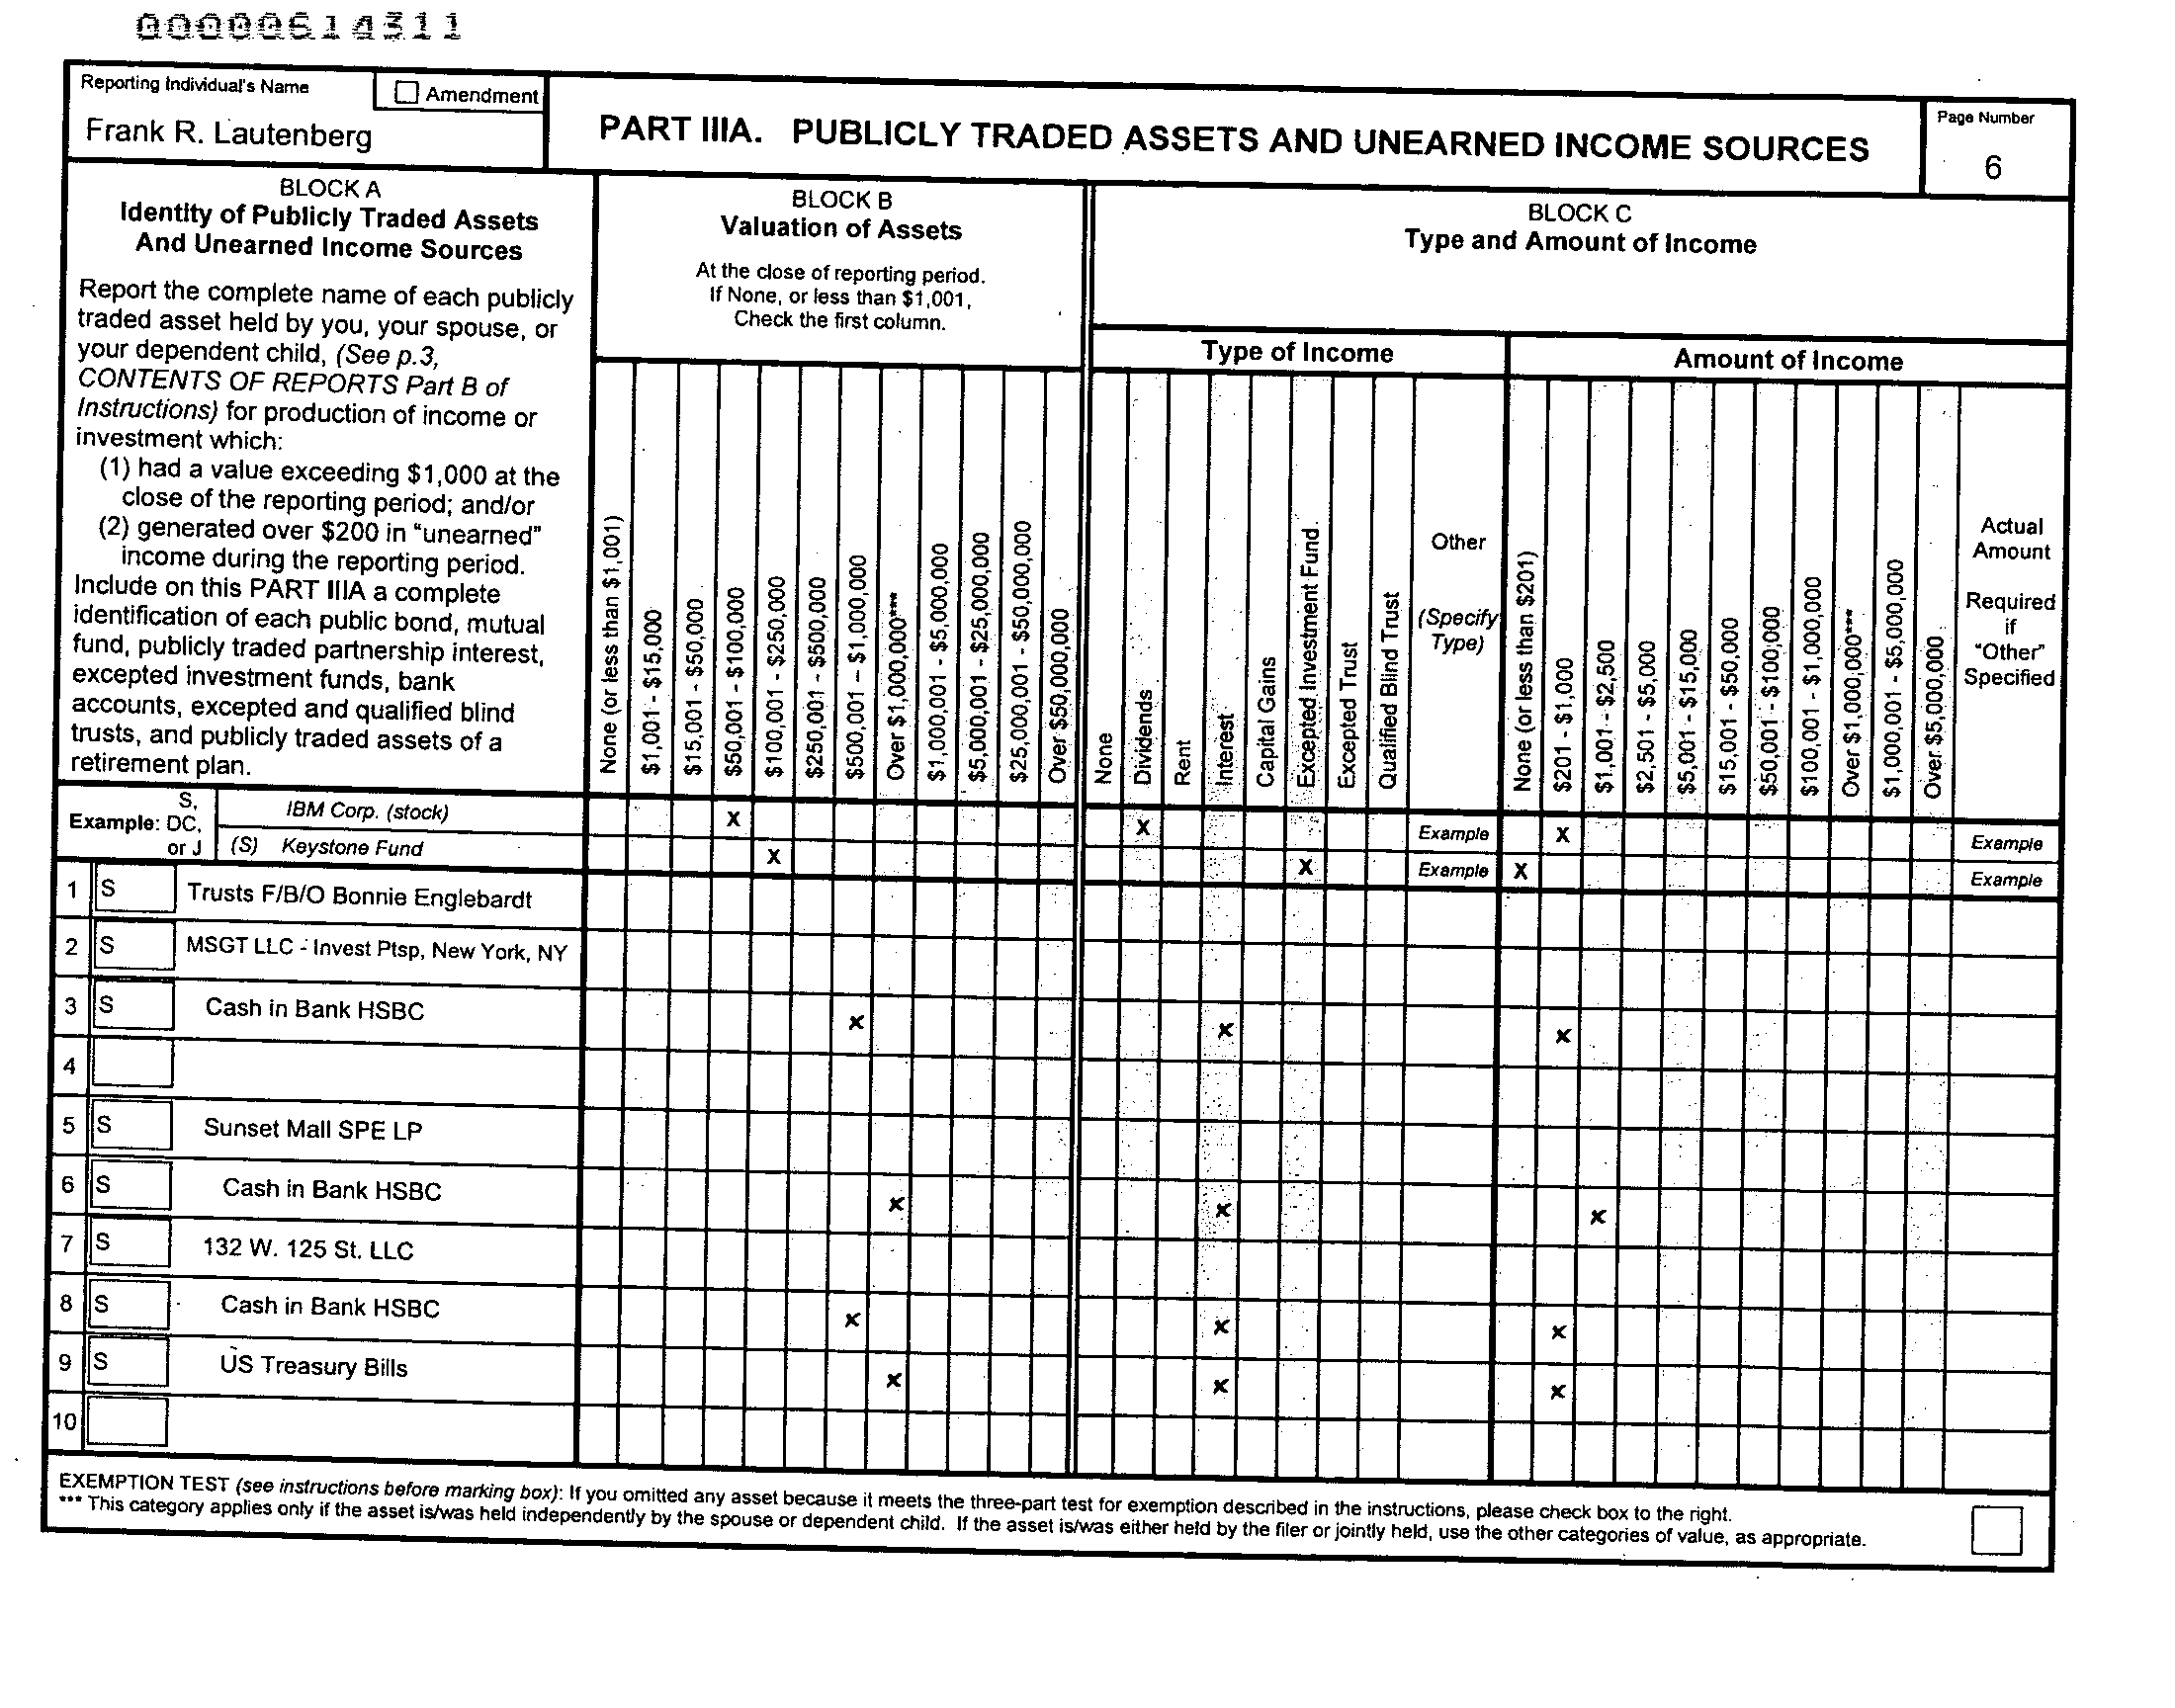 00000614311
Reporting Individual's Name
Amendment
Frank R. Lautenberg
PART IIIA. PUBLICLY TRADED ASSETS AND UNEARNED INCOME SOURCES
Page Number
6
BLOCK A
Identity of Publicly Traded Assets
And Unearned Income Sources
Report the complete name of each publicly
traded asset held by you, your spouse, or
your dependent child, (See p.3,
CONTENTS OF REPORTS Part B of
Instructions) for production of income or
investment which:
(1) had a value exceeding $1,000 at the
close of the reporting period; and/or
(2) generated over $200 in "unearned"
income during the reporting period.
Include on this PART IIIA a complete
identification of each public bond, mutual
fund, publicly traded partnership interest,
excepted investment funds, bank
accounts, excepted and qualified blind
trusts, and publicly traded assets of a
retirement plan.
BLOCK B
Valuation of Assets
At the close of reporting period.
If None, or less than $1,001,
Check the first column.
None (or less than $1,001)
$1,001 - $15,000
$15,001 - $50,000
$50,001 - $100,000
$100,001 - $250,000
$250,001 - $500,000
$500,001 – $1,000,000
Over $1,000,000***
$1,000,001 - $5,000,000
$5,000,001 - $25,000,000
$25,000,001 - $50,000,000
Over $50,000,000
BLOCK C
Type and Amount of Income
Type of Income
None
Dividends
Rent
Interest
Capital Gains
Excepted Investment Fund
Excepted Trust
Qualified Blind Trust
Other
(Specify
Type)
Amount of Income
None (or less than $201)
$201 - $1,000
$1,001 - $2,500
$2,501 - $5,000
$5,001 - $15,000
$15,001 - $50,000
$50,001 - $100,000
$100,001 - $1,000,000
Over $1,000,000***
$1,000,001 - $5,000,000
Over $5,000,000
Actual
Amount
Required
if
"Other"
Specified
Example: S, DC, or J
IBM Corp. (stock) X X Example X Example
(S) Keystone Fund X X Example X Example
1 S Trusts F/B/O Bonnie Englebardt
2 S MSGT LLC - Invest Ptsp, New York, NY
3 S Cash in Bank HSBC x x x
4
5 S Sunset Mall SPE LP
6 S Cash in Bank HSBC x x x
7 S 132 W. 125 St. LLC
8 S Cash in Bank HSBC x x x
9 S US Treasury Bills x x x
10
EXEMPTION TEST (see instructions before marking box): If you omitted any asset because it meets the three-part test for exemption described in the instructions, please check box to the right.
*** This category applies only if the asset is/was held independently by the spouse or dependent child. If the asset is/was either held by the filer or jointly held, use the other categories of value, as appropriate.